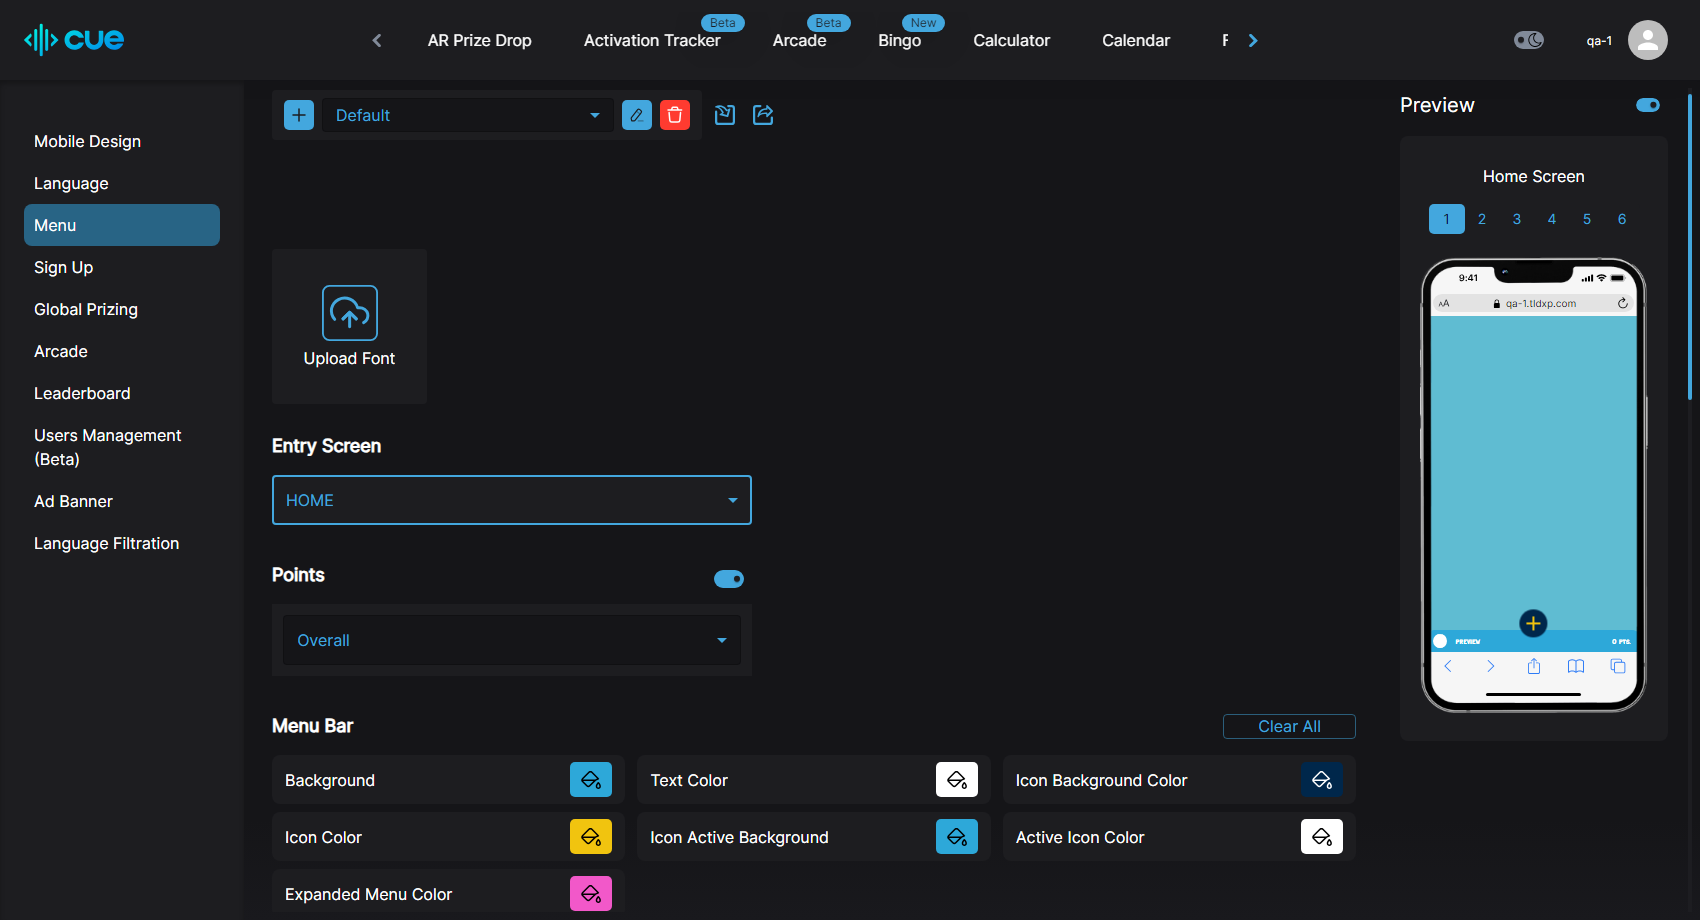 cue
AR Prize Drop
Activation Tracker
Beta
Arcade
Beta
Bingo
New
Calculator
Calendar
F
qa-1
Mobile Design
Language
Menu
Sign Up
Global Prizing
Arcade
Leaderboard
Users Management
(Beta)
Ad Banner
Language Filtration
Default
Upload Font
Entry Screen
HOME
Points
Overall
Menu Bar
Clear All
Background
Text Color
Icon Background Color
Icon Color
Icon Active Background
Active Icon Color
Expanded Menu Color
Preview
Home Screen
1 2 3 4 5 6
9:41
AA qa-1.tldxp.com
PREVIEW 0 PTS.